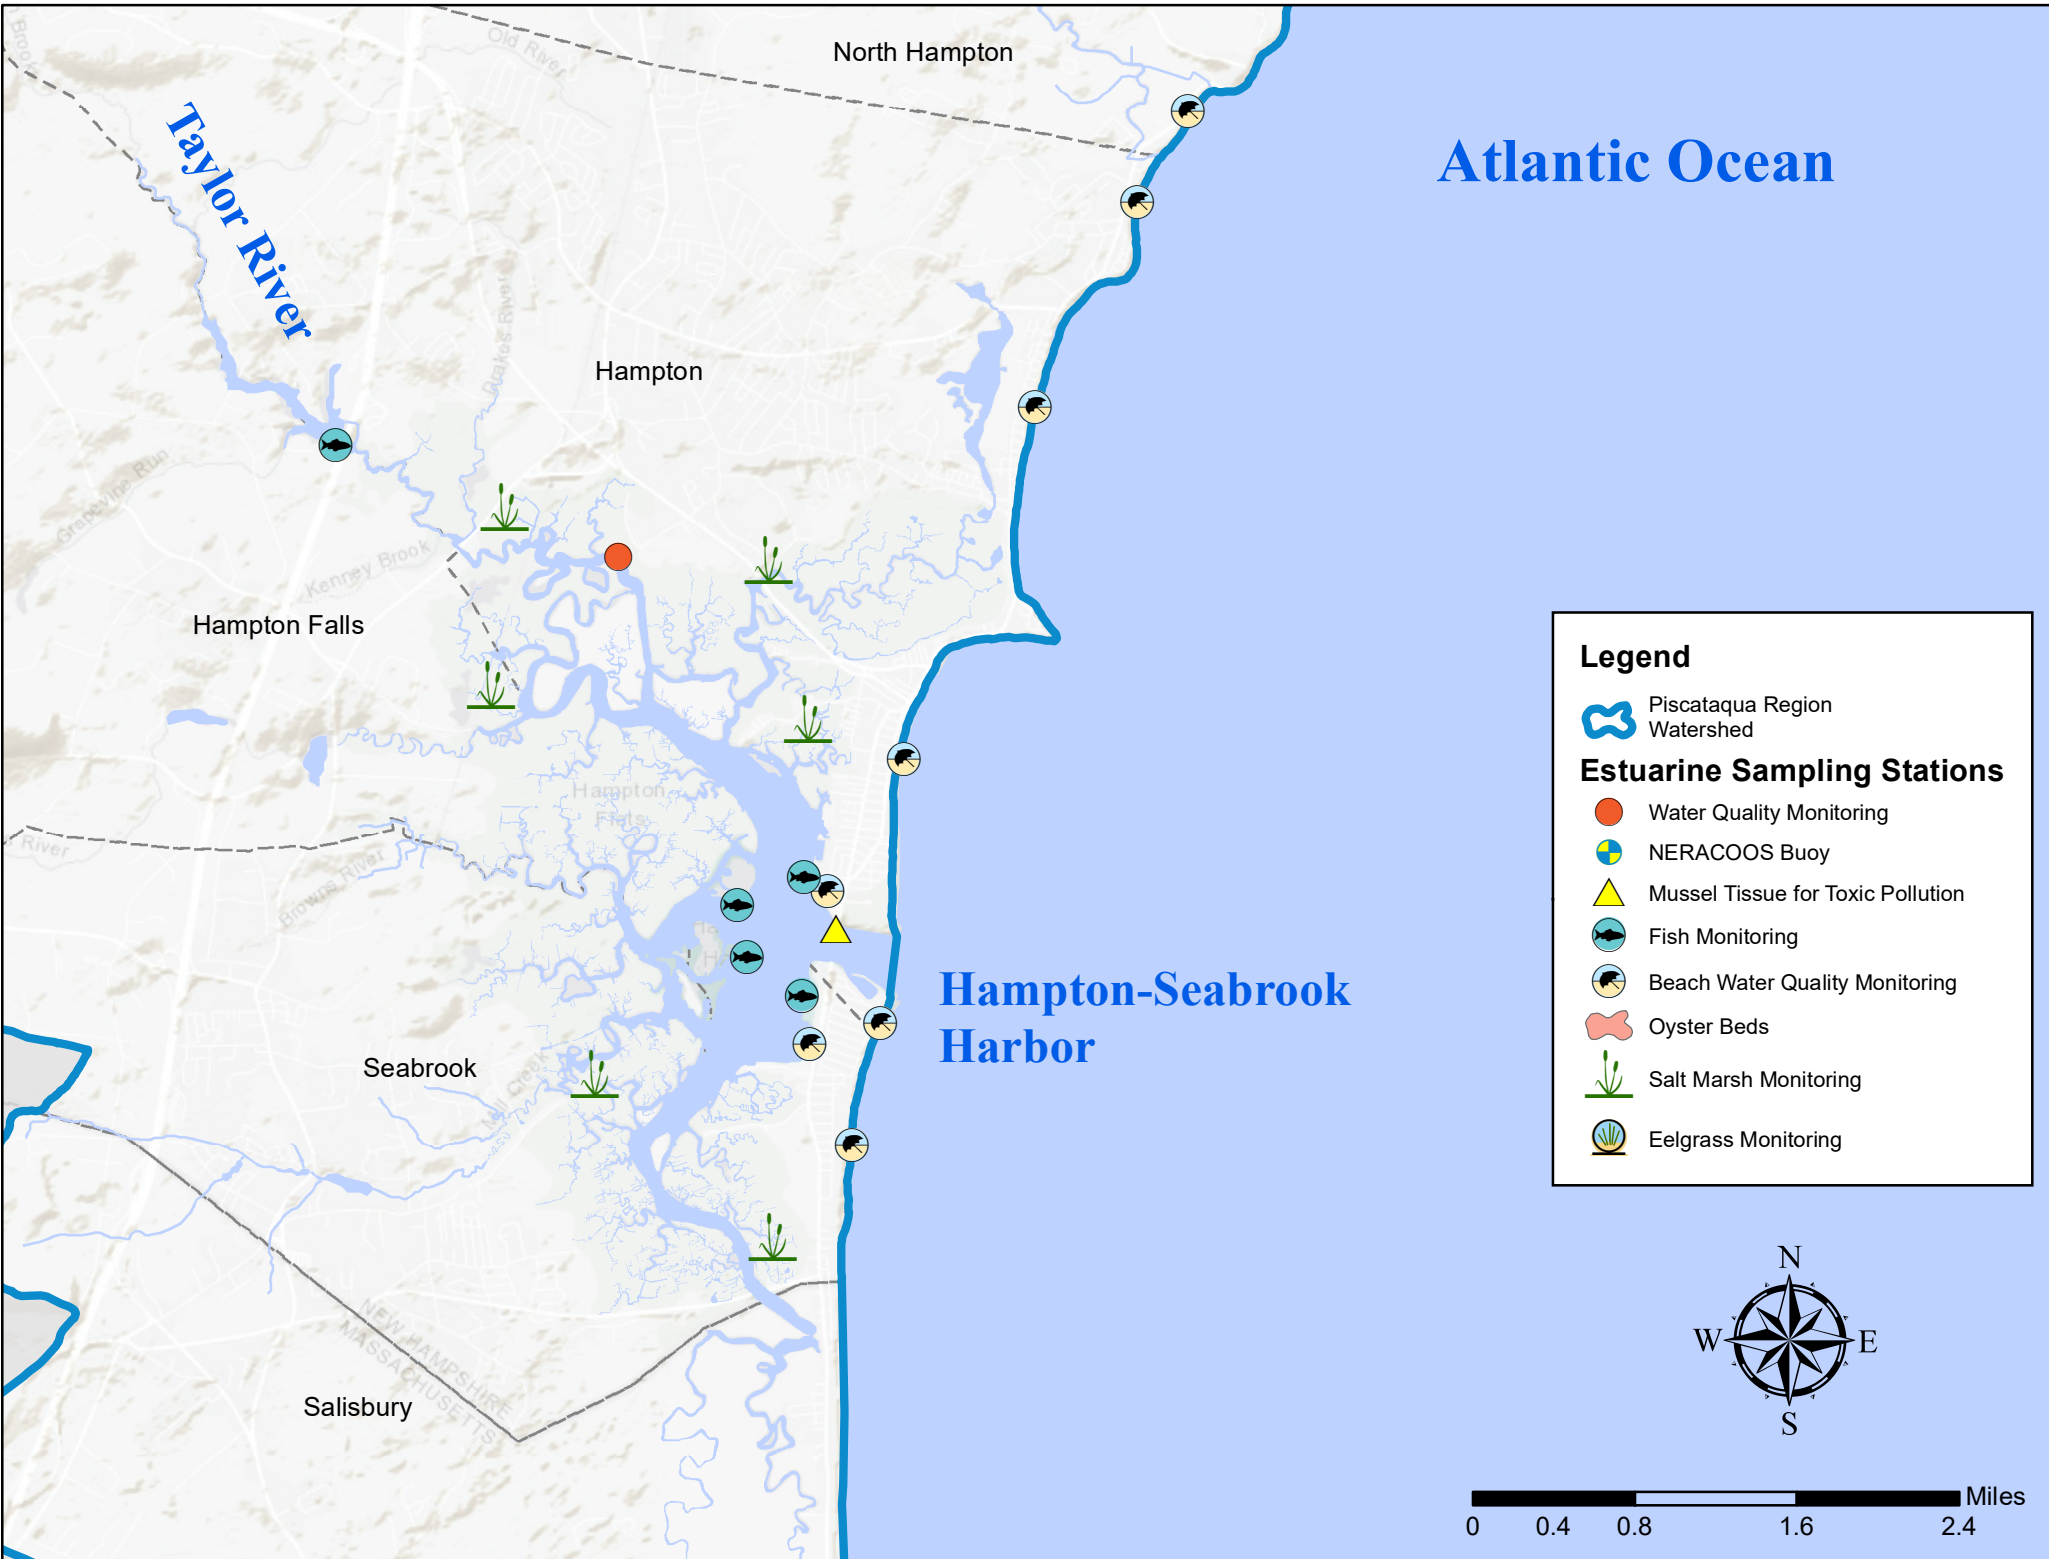 North Hampton
Old River
Brook
Taylor River
Atlantic Ocean
Drakes River
Hampton
Grapevine Run
Kenney Brook
Hampton Falls
Hampton
Flats
River
Browns River
Hampton-Seabrook
Harbor
Seabrook
Mill Creek
NEW HAMPSHIRE
MASSACHUSETTS
Salisbury
Legend
Piscataqua Region
Watershed
Estuarine Sampling Stations
Water Quality Monitoring
NERACOOS Buoy
Mussel Tissue for Toxic Pollution
Fish Monitoring
Beach Water Quality Monitoring
Oyster Beds
Salt Marsh Monitoring
Eelgrass Monitoring
N
W E
S
Miles
0 0.4 0.8 1.6 2.4